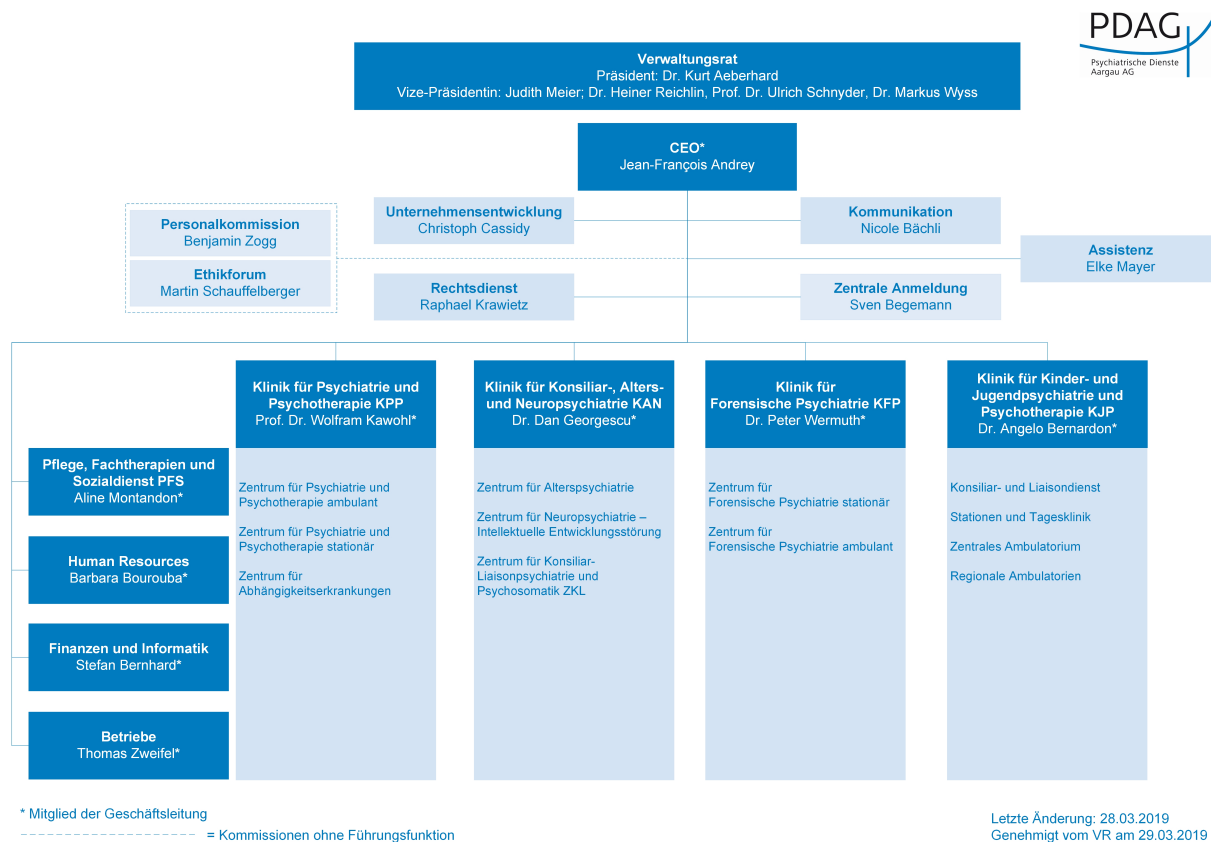 PDAG
Psychiatrische Dienste
Aargau AG
Verwaltungsrat
Präsident: Dr. Kurt Aeberhard
Vize-Präsidentin: Judith Meier; Dr. Heiner Reichlin, Prof. Dr. Ulrich Schnyder, Dr. Markus Wyss
CEO*
Jean-François Andrey
Unternehmensentwicklung
Christoph Cassidy
Kommunikation
Nicole Bächli
Personalkommission
Benjamin Zogg
Ethikforum
Martin Schauffelberger
Assistenz
Elke Mayer
Rechtsdienst
Raphael Krawietz
Zentrale Anmeldung
Sven Begemann
Klinik für Psychiatrie und
Psychotherapie KPP
Prof. Dr. Wolfram Kawohl*
Klinik für Konsiliar-, Alters-
und Neuropsychiatrie KAN
Dr. Dan Georgescu*
Klinik für
Forensische Psychiatrie KFP
Dr. Peter Wermuth*
Klinik für Kinder- und
Jugendpsychiatrie und
Psychotherapie KJP
Dr. Angelo Bernardon*
Pflege, Fachtherapien und
Sozialdienst PFS
Aline Montandon*
Human Resources
Barbara Bourouba*
Finanzen und Informatik
Stefan Bernhard*
Betriebe
Thomas Zweifel*
Zentrum für Psychiatrie und
Psychotherapie ambulant
Zentrum für Psychiatrie und
Psychotherapie stationär
Zentrum für
Abhängigkeitserkrankungen
Zentrum für Alterspsychiatrie
Zentrum für Neuropsychiatrie –
Intellektuelle Entwicklungsstörung
Zentrum für Konsiliar-
Liaisonpsychiatrie und
Psychosomatik ZKL
Zentrum für
Forensische Psychiatrie stationär
Zentrum für
Forensische Psychiatrie ambulant
Konsiliar- und Liaisondienst
Stationen und Tagesklinik
Zentrales Ambulatorium
Regionale Ambulatorien
* Mitglied der Geschäftsleitung
= Kommissionen ohne Führungsfunktion
Letzte Änderung: 28.03.2019
Genehmigt vom VR am 29.03.2019